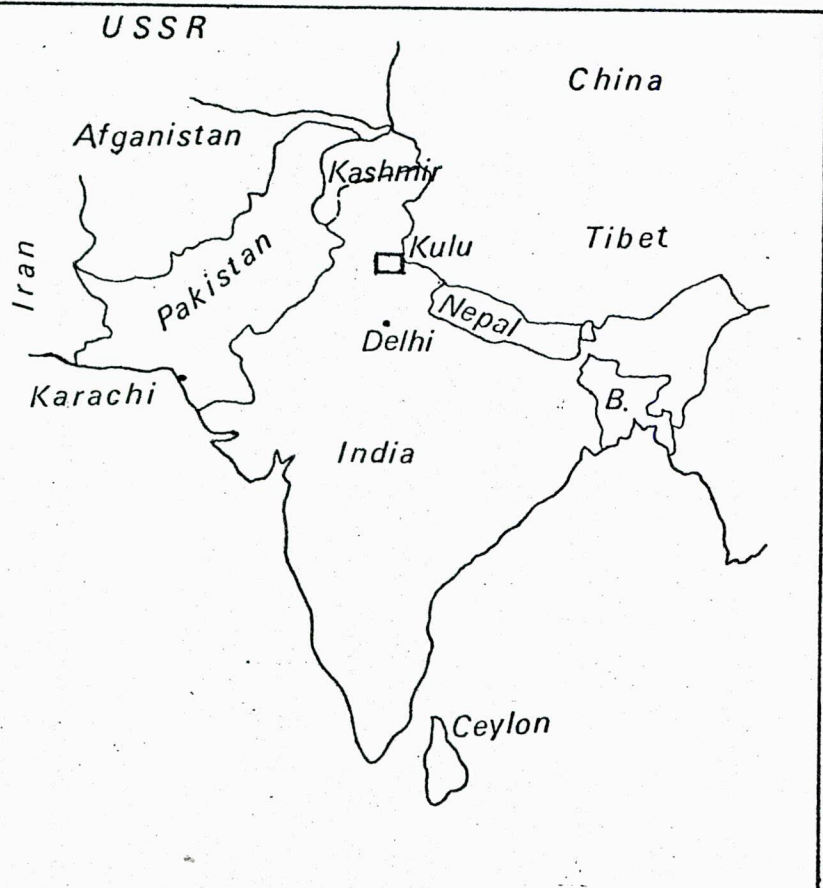 USSR
China
Afganistan
Kashmir
Tibet
Kulu
Iran
Pakistan
Nepal
Delhi
Karachi
B.
India
Ceylon